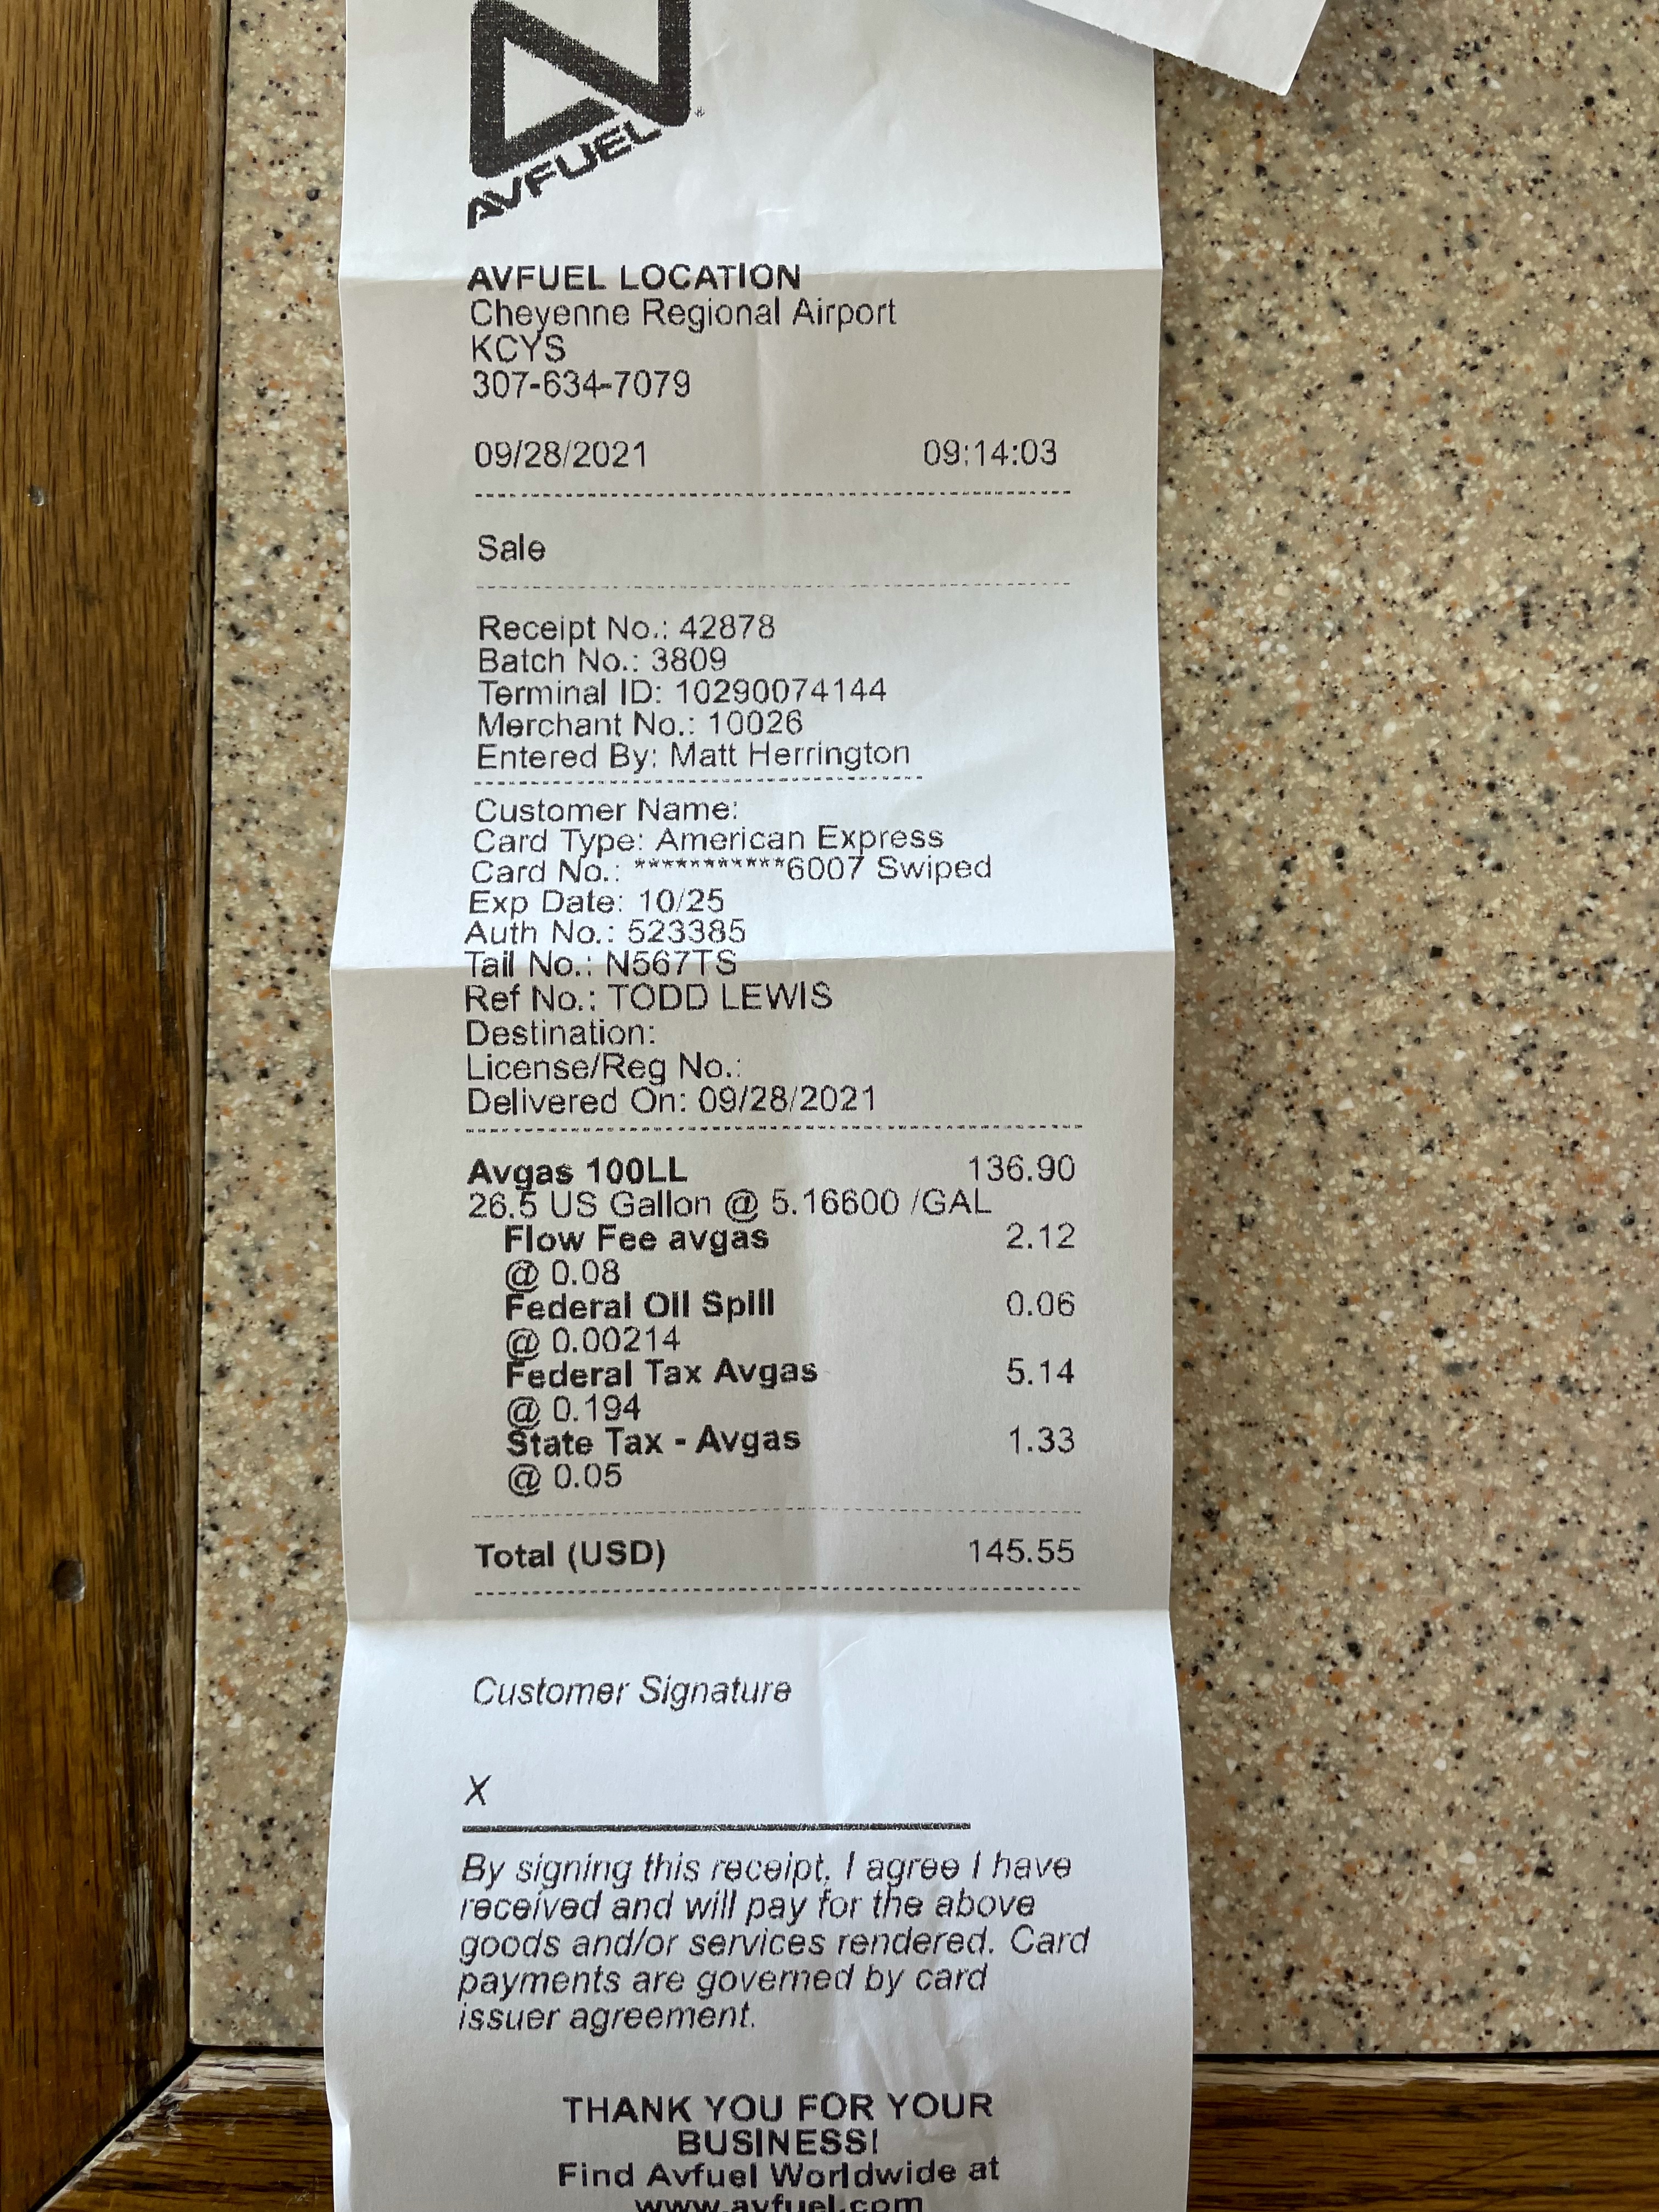 AVFUEL
AVFUEL LOCATION
Cheyenne Regional Airport
KCYS
307-634-7079
09/28/2021 09:14:03
Sale
Receipt No.: 42878
Batch No.: 3809
Terminal ID: 10290074144
Merchant No.: 10026
Entered By: Matt Herrington
Customer Name:
Card Type: American Express
Card No.: ***********6007 Swiped
Exp Date: 10/25
Auth No.: 523385
Tail No.: N567TS
Ref No.: TODD LEWIS
Destination:
License/Reg No.:
Delivered On: 09/28/2021
Avgas 100LL 136.90
26.5 US Gallon @ 5.16600 /GAL
Flow Fee avgas 2.12
@ 0.08
Federal Oil Spill 0.06
@ 0.00214
Federal Tax Avgas 5.14
@ 0.194
State Tax - Avgas 1.33
@ 0.05
Total (USD) 145.55
Customer Signature
X
By signing this receipt, I agree I have
received and will pay for the above
goods and/or services rendered. Card
payments are governed by card
issuer agreement.
THANK YOU FOR YOUR
BUSINESS!
Find Avfuel Worldwide at
www.avfuel.com